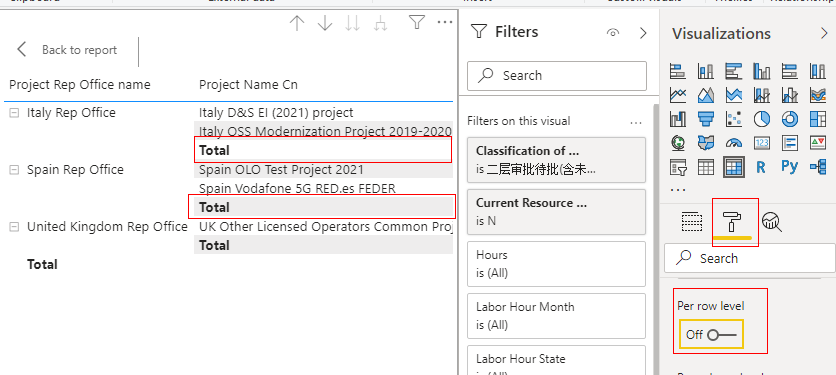 Back to report
Project Rep Office name
Project Name Cn
Italy Rep Office
Italy D&S EI (2021) project
Italy OSS Modernization Project 2019-2020
Total
Spain Rep Office
Spain OLO Test Project 2021
Spain Vodafone 5G RED.es FEDER
Total
United Kingdom Rep Office
UK Other Licensed Operators Common Proj
Total
Total
Filters
Search
Filters on this visual
Classification of ...
is 二层审批待批(含未...
Current Resource ...
is N
Hours
is (All)
Labor Hour Month
is (All)
Labor Hour State
is (All)
Visualizations
123
R
Py
Search
Per row level
Off